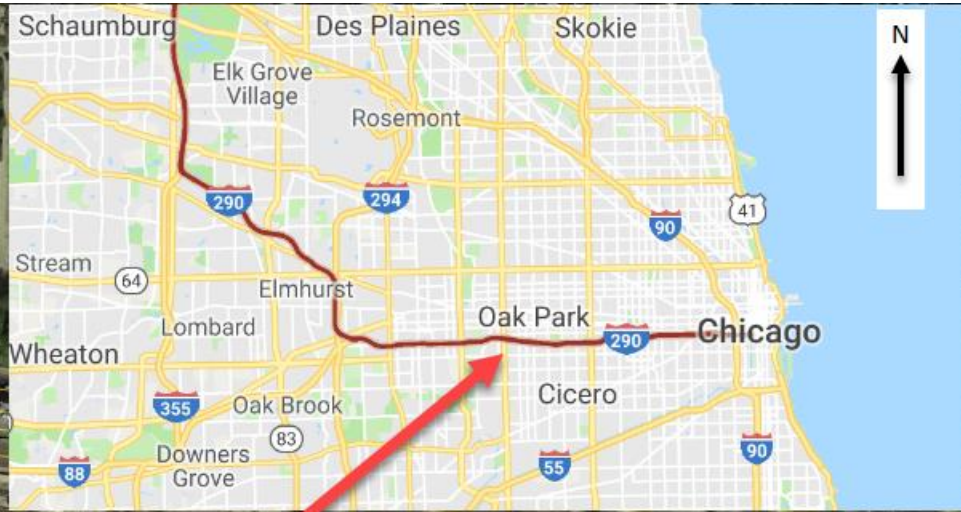 Schaumburg
Des Plaines
Skokie
N
Elk Grove
Village
Rosemont
290
294
41
90
Stream
64
Elmhurst
Lombard
Oak Park
290
Chicago
Wheaton
355
Oak Brook
Cicero
83
Downers
Grove
88
55
90